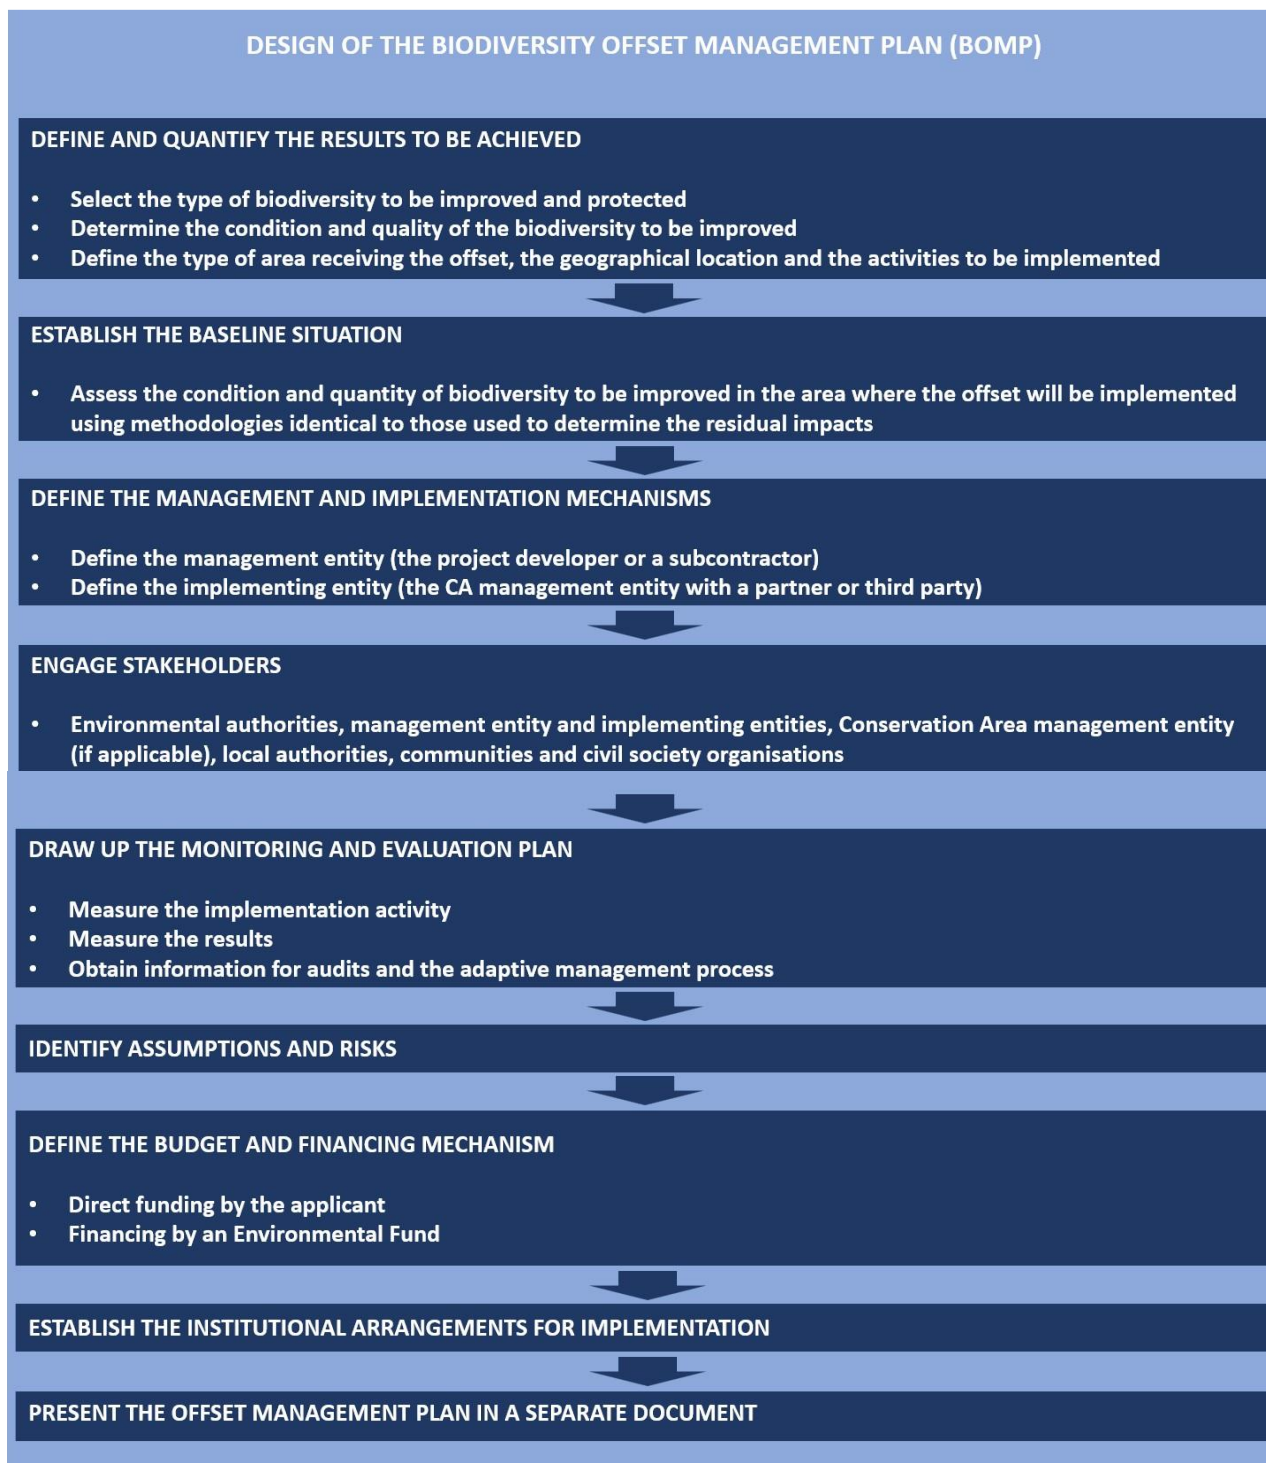 DESIGN OF THE BIODIVERSITY OFFSET MANAGEMENT PLAN (BOMP)
DEFINE AND QUANTIFY THE RESULTS TO BE ACHIEVED
• Select the type of biodiversity to be improved and protected
• Determine the condition and quality of the biodiversity to be improved
• Define the type of area receiving the offset, the geographical location and the activities to be implemented
ESTABLISH THE BASELINE SITUATION
• Assess the condition and quantity of biodiversity to be improved in the area where the offset will be implemented
using methodologies identical to those used to determine the residual impacts
DEFINE THE MANAGEMENT AND IMPLEMENTATION MECHANISMS
• Define the management entity (the project developer or a subcontractor)
• Define the implementing entity (the CA management entity with a partner or third party)
ENGAGE STAKEHOLDERS
• Environmental authorities, management entity and implementing entities, Conservation Area management entity
(if applicable), local authorities, communities and civil society organisations
DRAW UP THE MONITORING AND EVALUATION PLAN
• Measure the implementation activity
• Measure the results
• Obtain information for audits and the adaptive management process
IDENTIFY ASSUMPTIONS AND RISKS
DEFINE THE BUDGET AND FINANCING MECHANISM
• Direct funding by the applicant
• Financing by an Environmental Fund
ESTABLISH THE INSTITUTIONAL ARRANGEMENTS FOR IMPLEMENTATION
PRESENT THE OFFSET MANAGEMENT PLAN IN A SEPARATE DOCUMENT